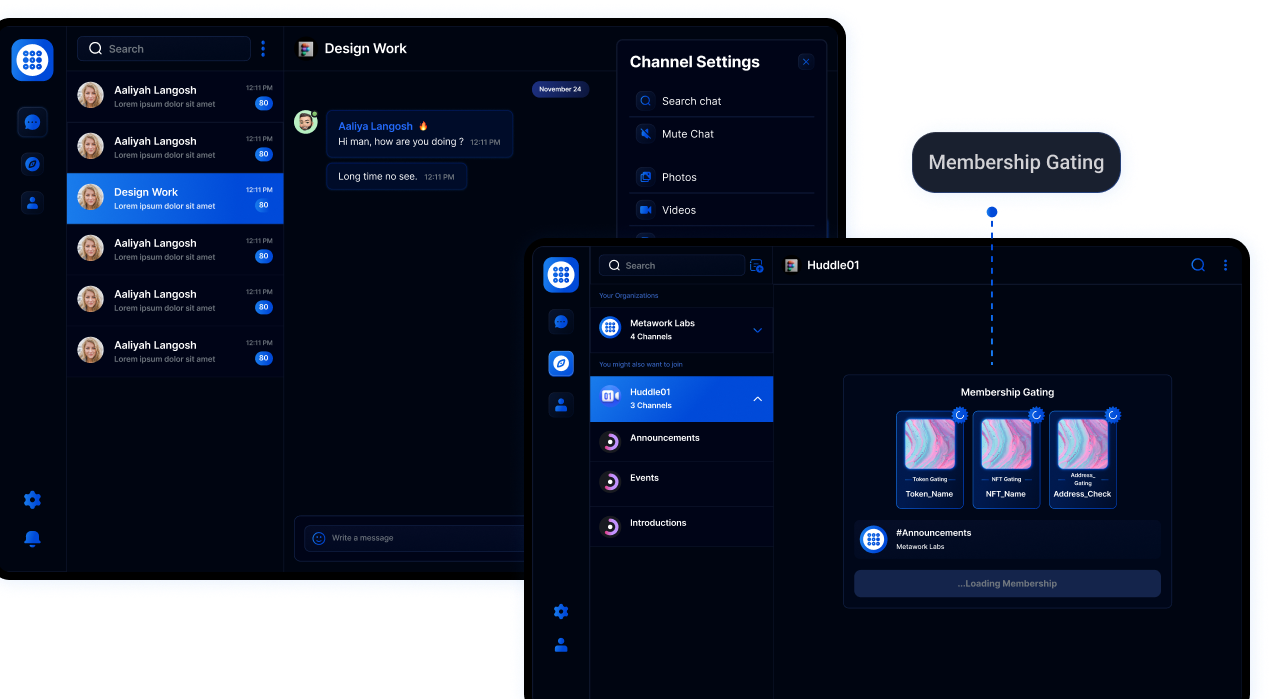 Search
Aaliyah Langosh
12:11 PM
Lorem ipsum dolor sit amet
80
Aaliyah Langosh
12:11 PM
Lorem ipsum dolor sit amet
80
Design Work
12:11 PM
Lorem ipsum dolor sit amet
80
Aaliyah Langosh
12:11 PM
Lorem ipsum dolor sit amet
80
Aaliyah Langosh
12:11 PM
Lorem ipsum dolor sit amet
80
Aaliyah Langosh
12:11 PM
Lorem ipsum dolor sit amet
80
Design Work
November 24
Aaliya Langosh 🔥
Hi man, how are you doing ? 12:11 PM
Long time no see. 12:11 PM
Write a message
Channel Settings
Search chat
Mute Chat
Photos
Videos
Membership Gating
Search
Your Organizations
Metawork Labs
4 Channels
You might also want to join
01
Huddle01
3 Channels
Announcements
Events
Introductions
Huddle01
Membership Gating
Token Gating
Token_Name
NFT Gating
NFT_Name
Address_
Gating
Address_Check
#Announcements
Metawork Labs
...Loading Membership